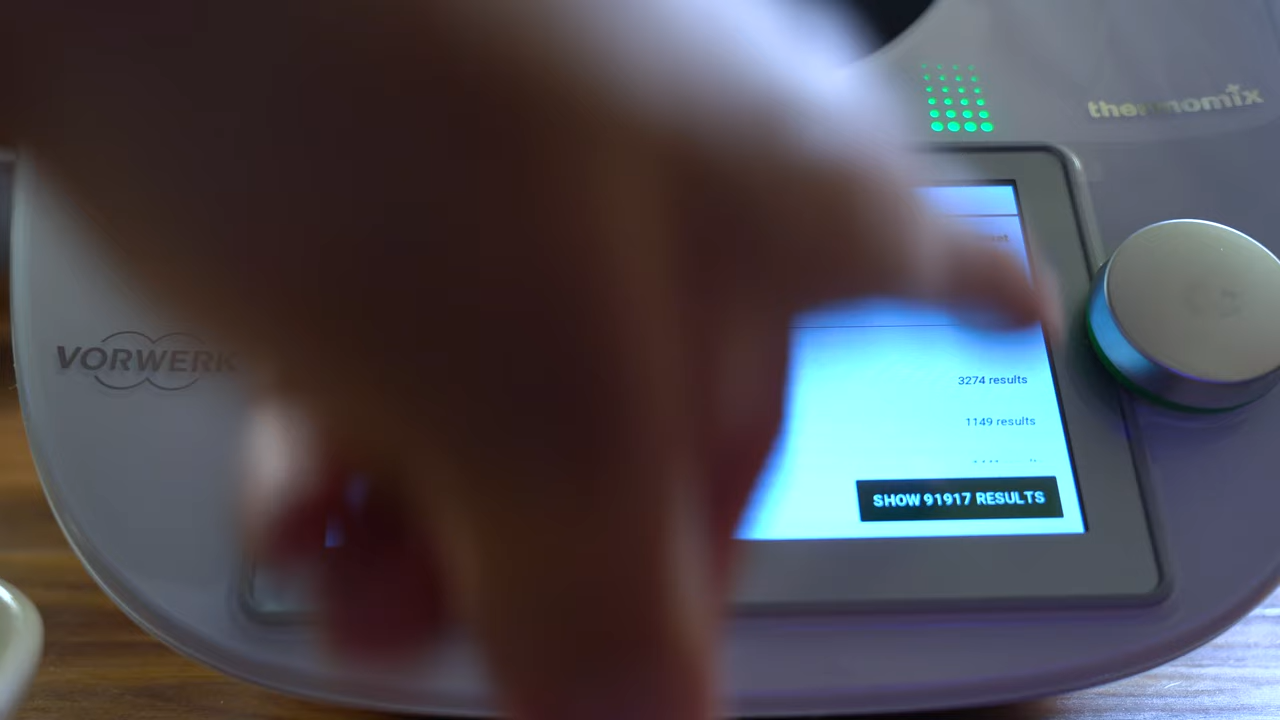 thermomix
VORWERK
3274 results
1149 results
SHOW 91917 RESULTS